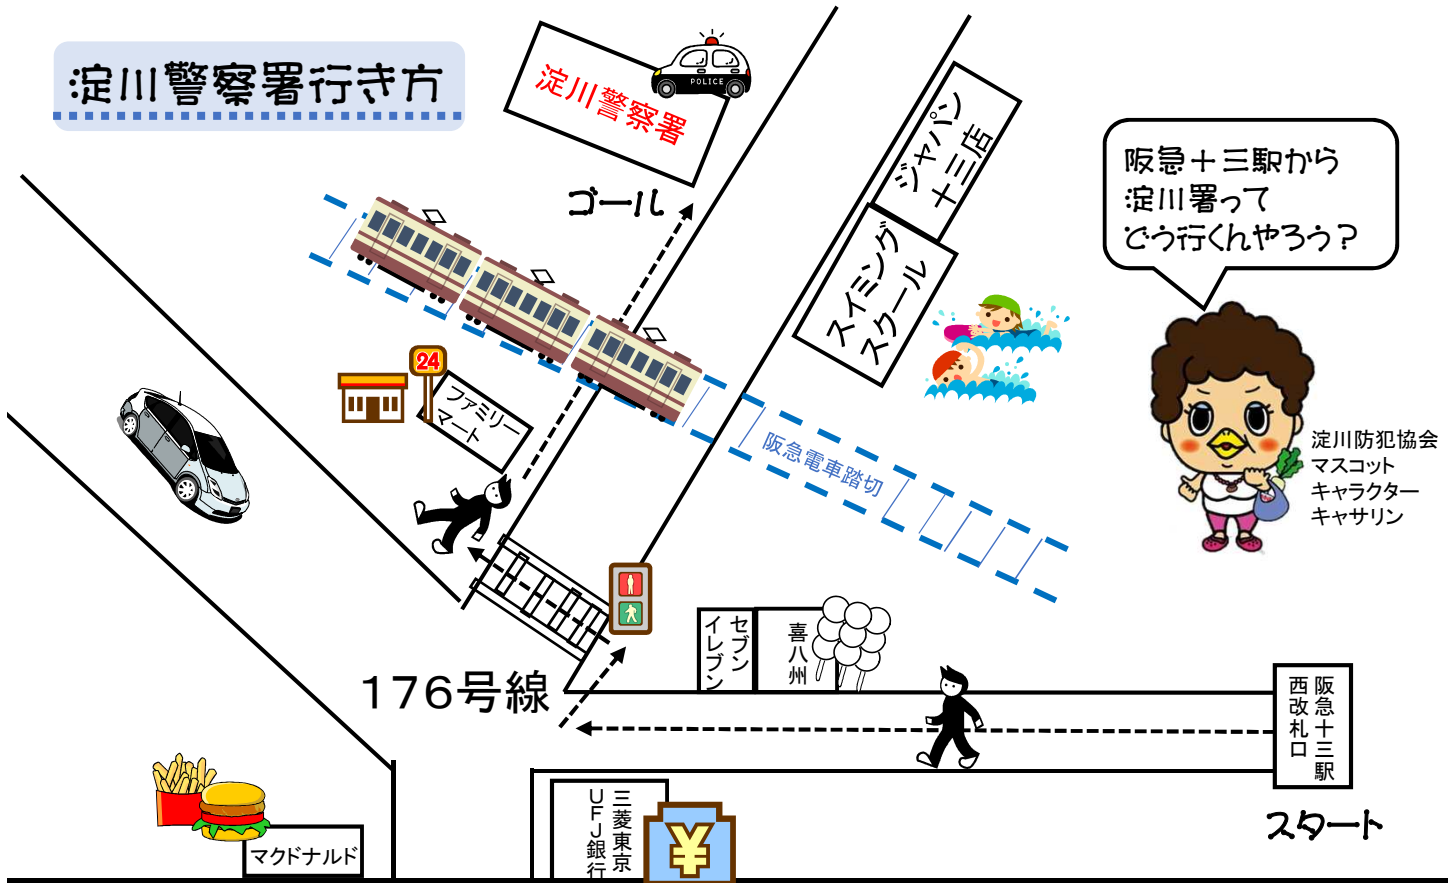 淀川警察署行き方
淀川警察署
POLICE
ゴール
ジャパン
十三店
スイミング
スクール
阪急十三駅から
淀川署って
どう行くんやろう？
淀川防犯協会
マスコット
キャラクター
キャサリン
24
ファミリー
マート
阪急電車踏切
176号線
セブン
イレブン
喜八州
阪急十三駅
西改札口
スタート
三菱東京
UFJ銀行
¥
マクドナルド